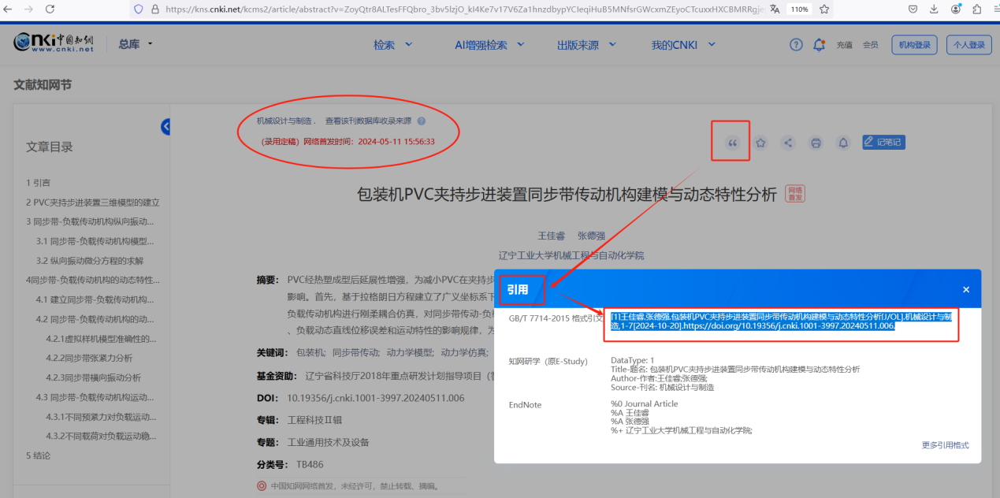 https://kns.cnki.net/kcms2/article/abstract?v=ZoyQtr8ALTesFFQbro_3bv5lzjO_kI4Ke7v17V6Za1hnzdbypYCIeqiHuB5MNfsrGWcxmZEyoCTcuxxHXCBMRRgje
110%
CNKI中国知网
www.cnki.net
总库
检索
AI增强检索
出版来源
我的CNKI
充值
会员
机构登录
个人登录
文献知网节
文章目录
1 引言
2 PVC夹持步进装置三维模型的建立
3 同步带-负载传动机构纵向振动...
3.1 同步带-负载传动机构模型...
3.2 纵向振动微分方程的求解
4同步带-负载传动机构的动态特性...
4.1 建立同步带-负载传动机构...
4.2 同步带-负载传动机构的动...
4.2.1虚拟样机模型准确性的...
4.2.2同步带张紧力分析
4.2.3同步带横向振动分析
4.3 同步带-负载传动机构运动...
4.3.1不同预紧力对负载运动...
4.3.2不同载荷对负载运动稳...
5 结论
机械设计与制造 . 查看该刊数据库收录来源
(录用定稿) 网络首发时间: 2024-05-11 15:56:33
记笔记
包装机PVC夹持步进装置同步带传动机构建模与动态特性分析
网络首发
王佳睿 张德强
辽宁工业大学机械工程与自动化学院
摘要: PVC经热塑成型后延展性增强，为减小PVC在夹持步
影响。首先，基于拉格朗日方程建立了广义坐标系下
负载传动机构进行刚柔耦合仿真，对同步带传动-负
、负载动态直线位移误差和运动特性的影响规律，为
关键词: 包装机; 同步带传动; 动力学模型; 动力学仿真;
基金资助: 辽宁省科技厅2018年重点研发计划指导项目（
DOI: 10.19356/j.cnki.1001-3997.20240511.006
专辑: 工程科技Ⅱ辑
专题: 工业通用技术及设备
分类号: TB486
中国知网网络首发，未经许可，禁止转载、摘编。
引用
×
GB/T 7714-2015 格式引文
[1]王佳睿,张德强.包装机PVC夹持步进装置同步带传动机构建模与动态特性分析[J/OL].机械设计与制
造,1-7[2024-10-20].https://doi.org/10.19356/j.cnki.1001-3997.20240511.006.
知网研学（原E-Study）
DataType: 1
Title-题名: 包装机PVC夹持步进装置同步带传动机构建模与动态特性分析
Author-作者:王佳睿;张德强;
Source-刊名: 机械设计与制造
EndNote
%0 Journal Article
%A 王佳睿
%A 张德强
%+ 辽宁工业大学机械工程与自动化学院;
更多引用格式